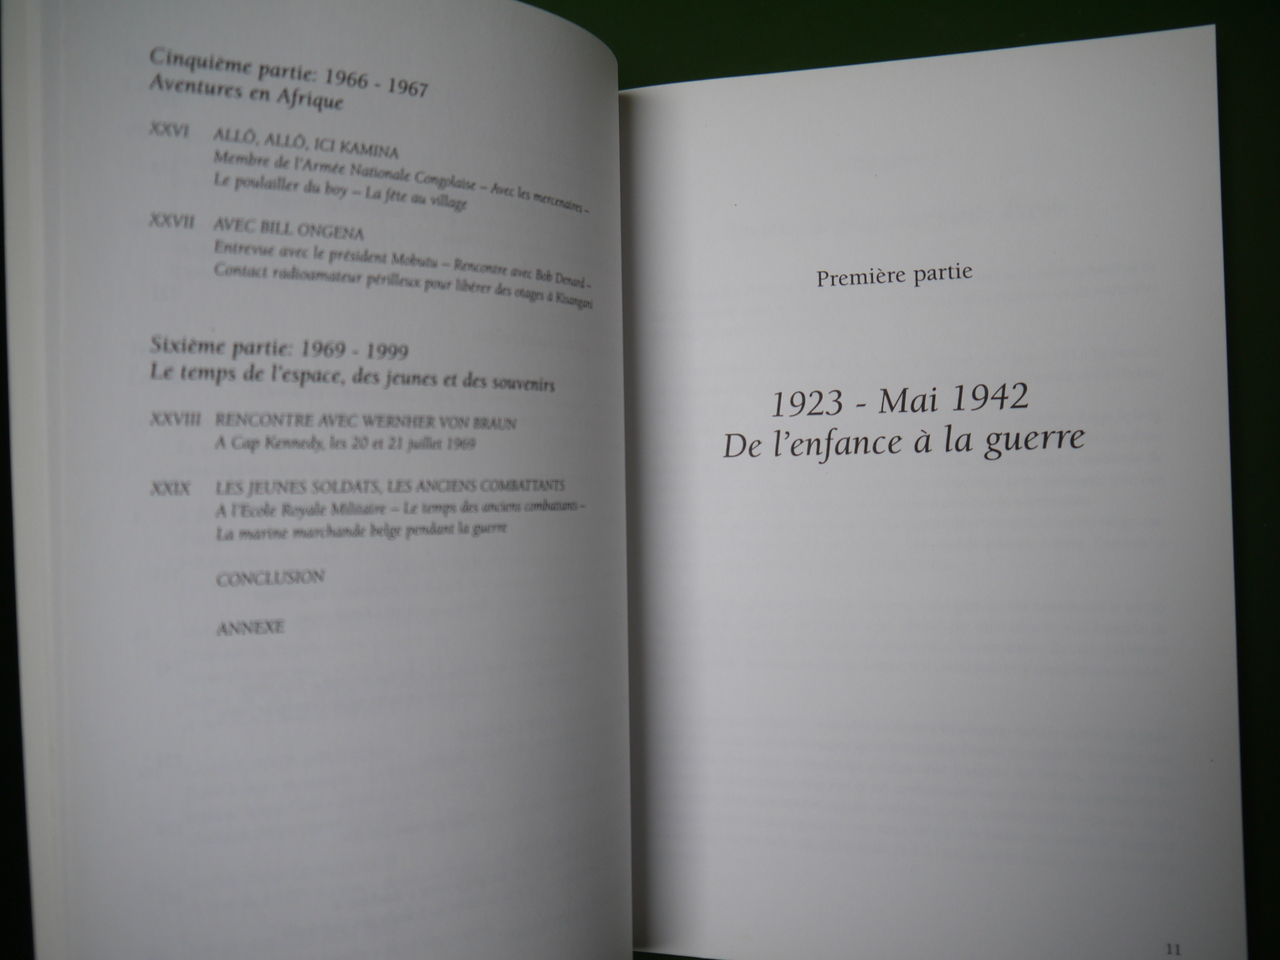 Cinquième partie: 1966 - 1967
Aventures en Afrique
XXVI ALLÔ, ALLÔ, ICI KAMINA
Membre de l'Armée Nationale Congolaise – Avec les mercenaires –
Le poulailler du boy – La fête au village
XXVII AVEC BILL ONGENA
Entrevue avec le président Mobutu – Rencontre avec Bob Denard –
Contact radioamateur périlleux pour libérer des otages à Kisangani
Sixième partie: 1969 - 1999
Le temps de l'espace, des jeunes et des souvenirs
XXVIII RENCONTRE AVEC WERNHER VON BRAUN
A Cap Kennedy, les 20 et 21 juillet 1969
XXIX LES JEUNES SOLDATS, LES ANCIENS COMBATTANTS
A l'Ecole Royale Militaire – Le temps des anciens combattants –
La marine marchande belge pendant la guerre
CONCLUSION
ANNEXE
Première partie
1923 - Mai 1942
De l'enfance à la guerre
11